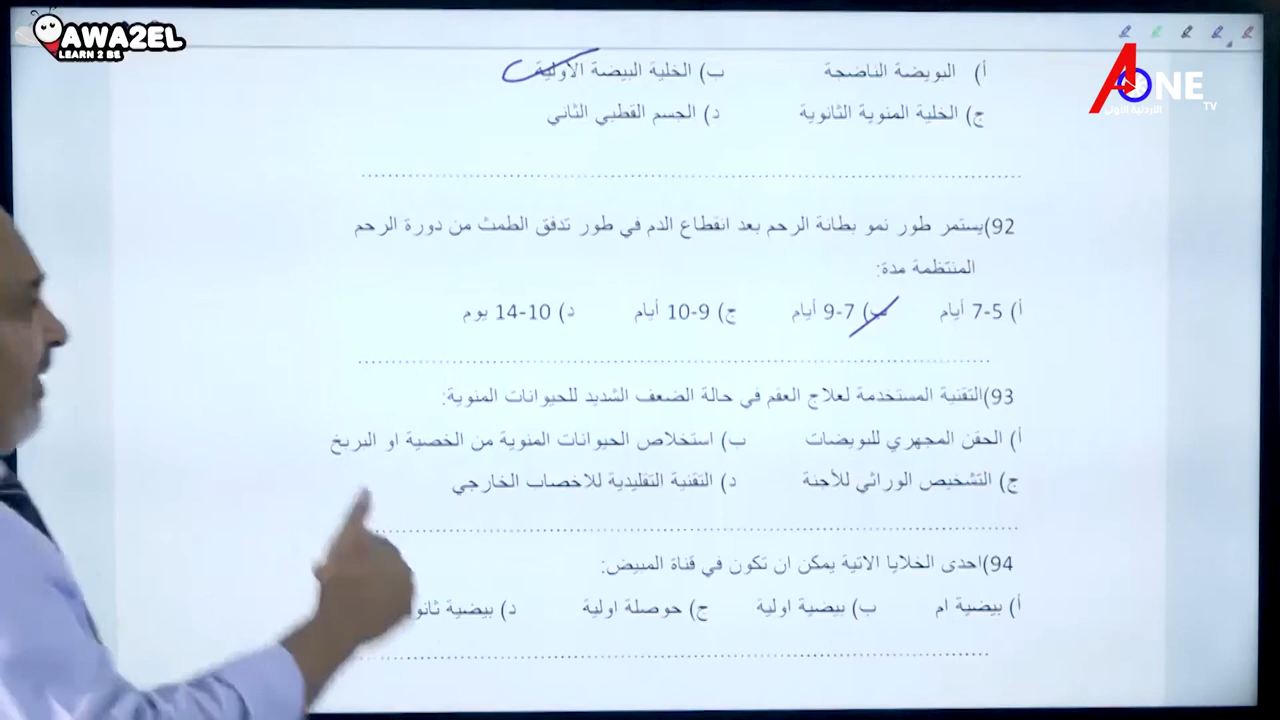 AWA2EL
LEARN 2 BE
A ONE TV
الأردنية الأولى
أ) البويضة الناضجة ب) الخلية البيضة الأولية
ج) الخلية المنوية الثانوية د) الجسم القطبي الثاني
92)يستمر طور نمو بطانة الرحم بعد انقطاع الدم في طور تدفق الطمث من دورة الرحم
المنتظمة مدة:
أ) 5-7 أيام ب) 7-9 أيام ج) 9-10 أيام د) 10-14 يوم
93)التقنية المستخدمة لعلاج العقم في حالة الضعف الشديد للحيوانات المنوية:
أ) الحقن المجهري للبويضات ب) استخلاص الحيوانات المنوية من الخصية او البربخ
ج) التشخيص الوراثي للأجنة د) التقنية التقليدية للاخصاب الخارجي
94)احدى الخلايا الاتية يمكن ان تكون في قناة المبيض:
أ) بيضية ام ب) بيضية اولية ج) حوصلة اولية د) بيضية